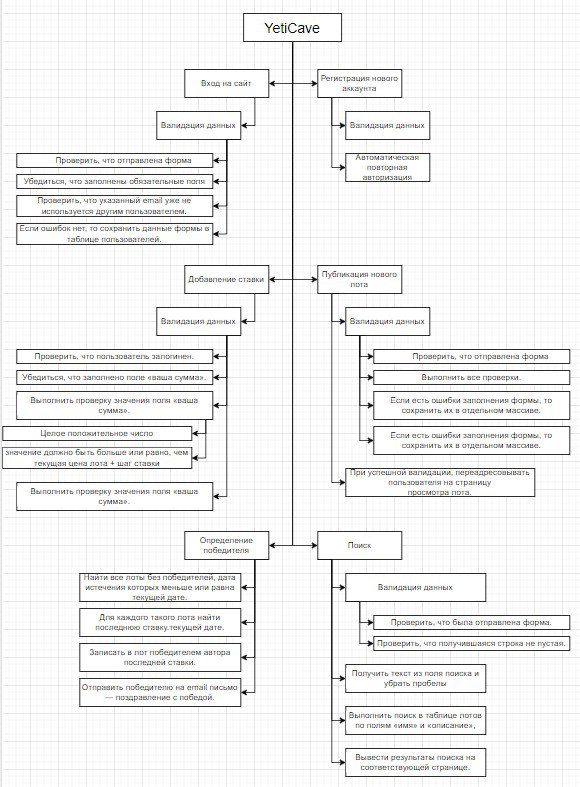 YetiCave
Вход на сайт
Валидация данных
Проверить, что отправлена форма
Убедиться, что заполнены обязательные поля
Проверить, что указанный email уже не
используется другим пользователем.
Если ошибок нет, то сохранить данные формы в
таблице пользователей.
Регистрация нового
аккаунта
Валидация данных
Автоматическая
повторная
авторизация
Добавление ставки
Валидация данных
Проверить, что пользователь залогинен.
Убедиться, что заполнено поле «ваша сумма».
Выполнить проверку значения поля «ваша
сумма».
Целое положительное число
значение должно быть больше или равно, чем
текущая цена лота + шаг ставки
Выполнить проверку значения поля «ваша
сумма».
Публикация нового
лота
Валидация данных
Проверить, что отправлена форма
Выполнить все проверки.
Если есть ошибки заполнения формы, то
сохранить их в отдельном массиве.
Если есть ошибки заполнения формы, то
сохранить их в отдельном массиве.
При успешной валидации, переадресовывать
пользователя на страницу
просмотра лота.
Определение
победителя
Найти все лоты без победителей, дата
истечения которых меньше или равна
текущей дате.
Для каждого такого лота найти
последнюю ставку.текущей дате.
Записать в лот победителем автора
последней ставки.
Отправить победителю на email письмо
— поздравление с победой.
Поиск
Валидация данных
Проверить, что была отправлена форма.
Проверить, что получившаяся строка не пустая.
Получить текст из поля поиска и
убрать пробелы
Выполнить поиск в таблице лотов
по полям «имя» и «описание»,
Вывести результаты поиска на
соответствующей странице.